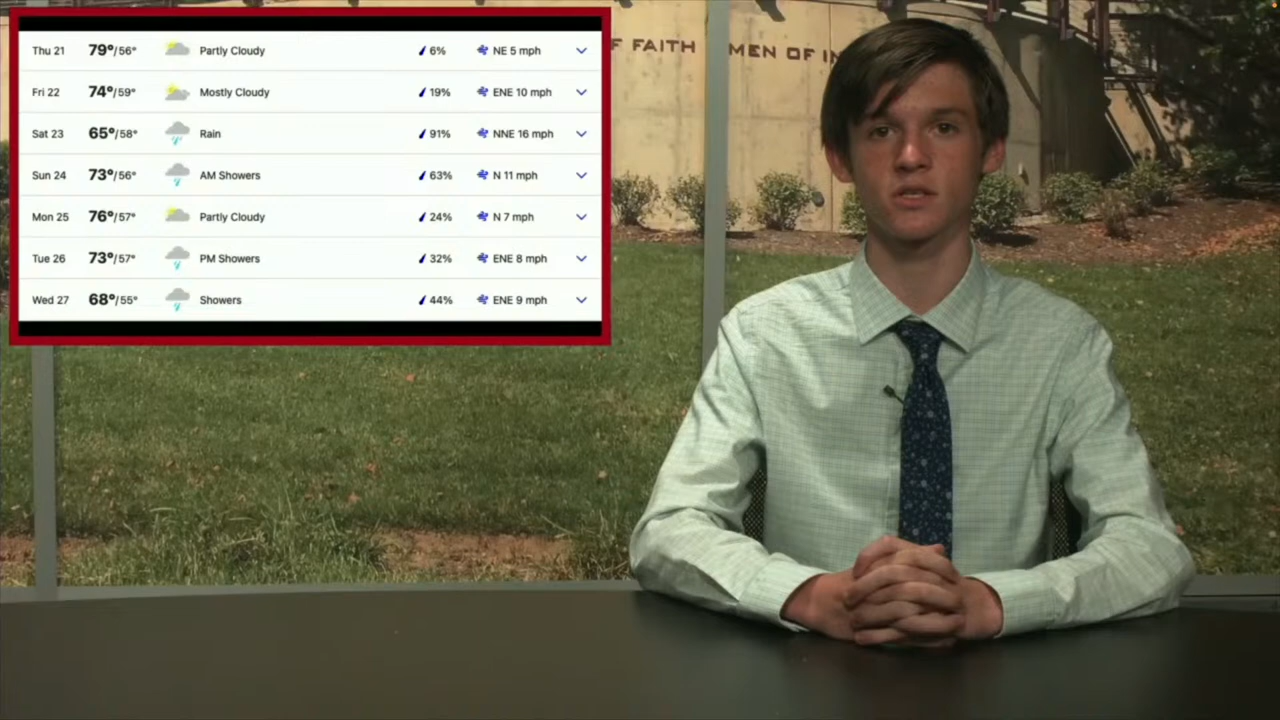 Thu 21 79°/56° Partly Cloudy 6% NE 5 mph
Fri 22 74°/59° Mostly Cloudy 19% ENE 10 mph
Sat 23 65°/58° Rain 91% NNE 16 mph
Sun 24 73°/56° AM Showers 63% N 11 mph
Mon 25 76°/57° Partly Cloudy 24% N 7 mph
Tue 26 73°/57° PM Showers 32% ENE 8 mph
Wed 27 68°/55° Showers 44% ENE 9 mph
F FAITH MEN OF